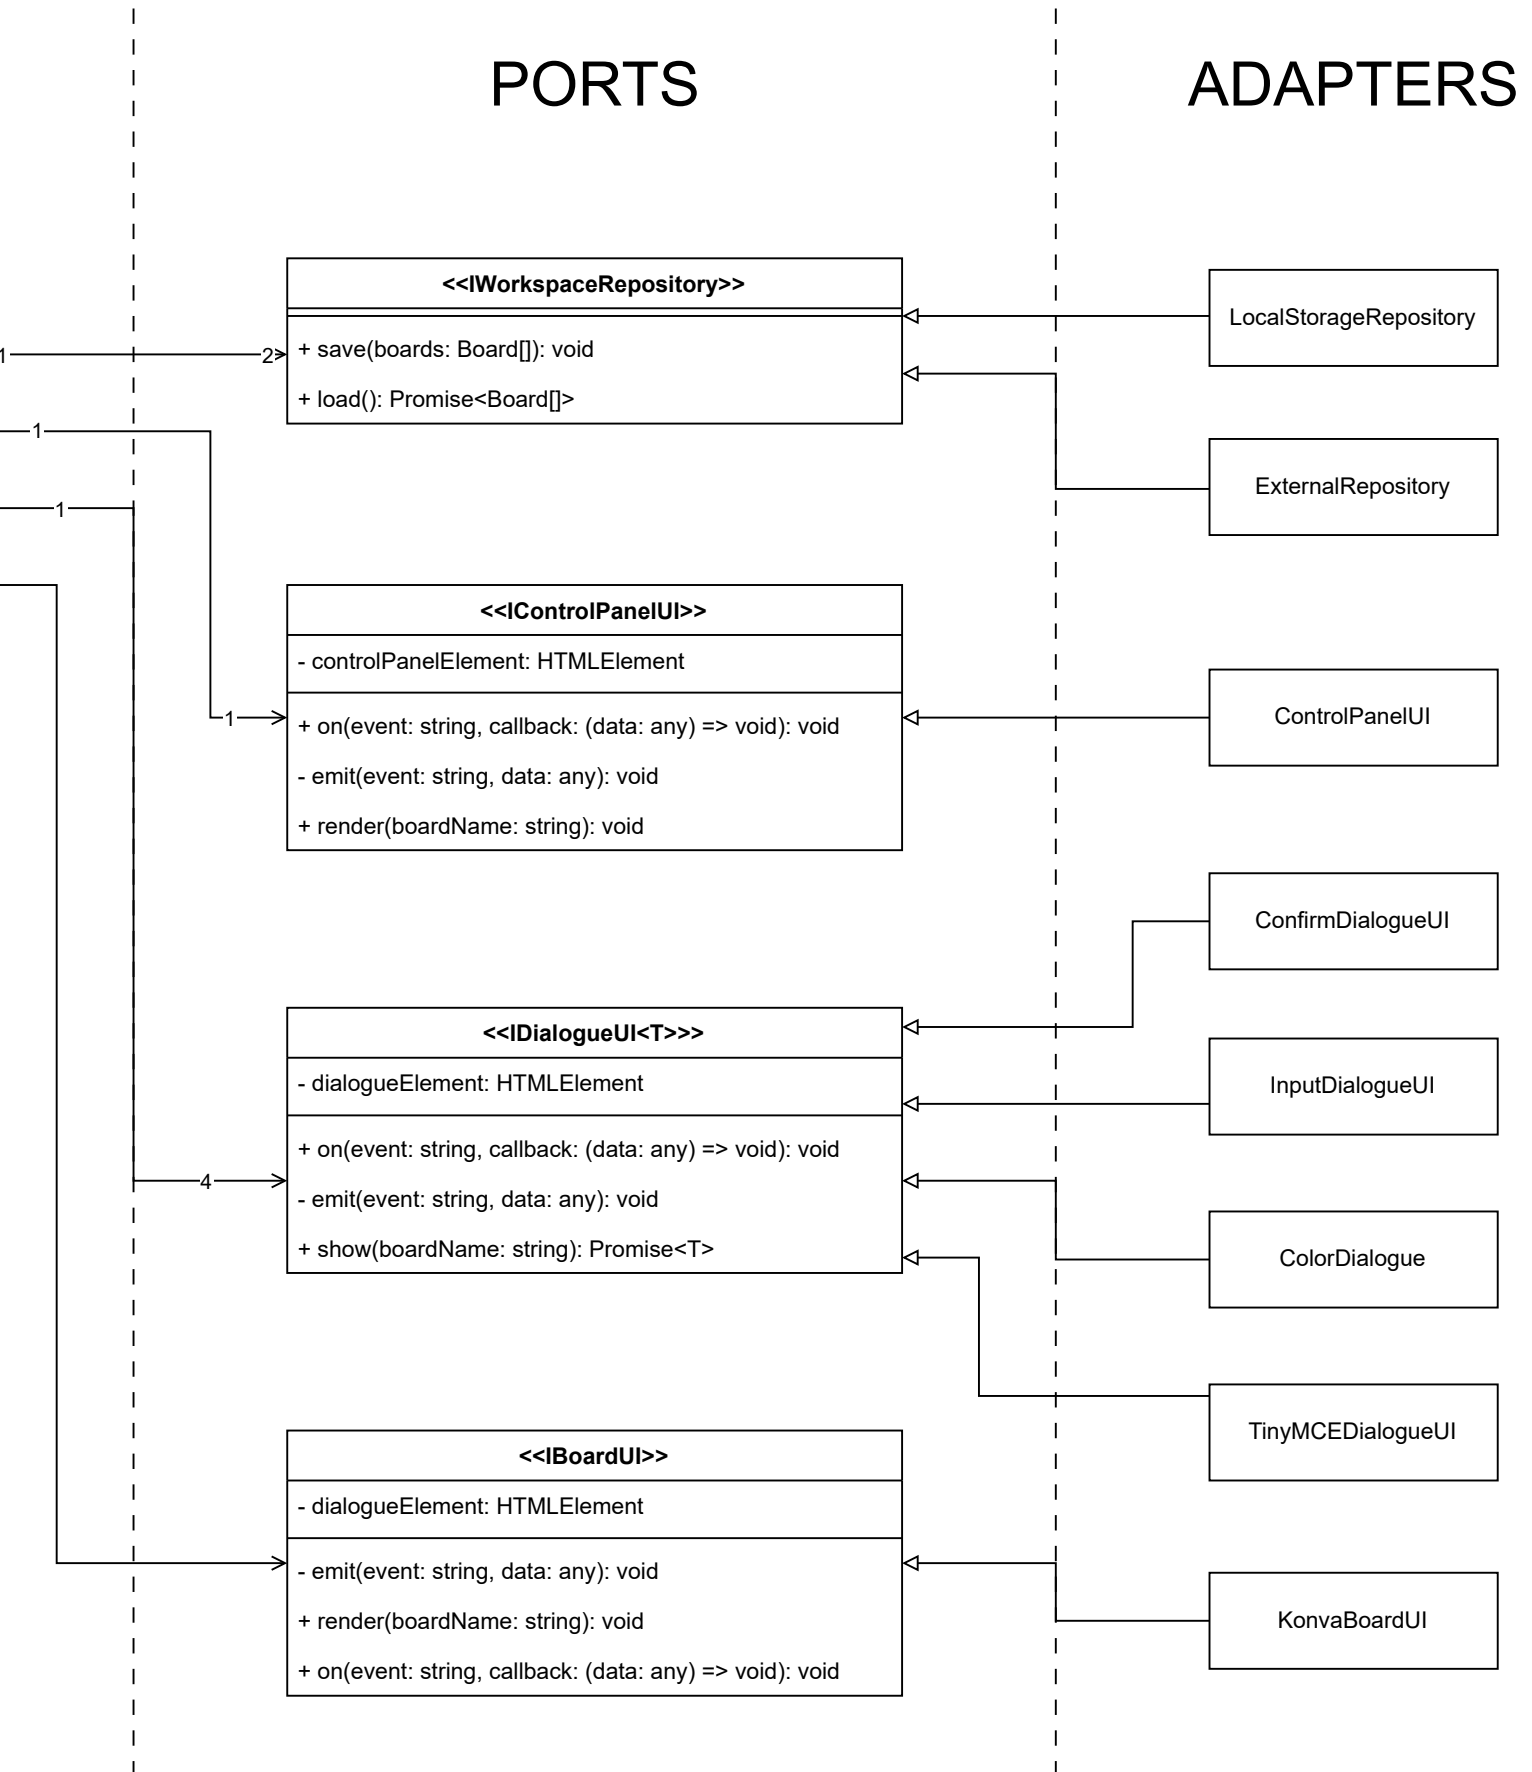 PORTS
ADAPTERS
<<IWorkspaceRepository>>
+ save(boards: Board[]): void
+ load(): Promise<Board[]>
1
2
LocalStorageRepository
ExternalRepository
1
1
<<IControlPanelUI>>
- controlPanelElement: HTMLElement
+ on(event: string, callback: (data: any) => void): void
- emit(event: string, data: any): void
+ render(boardName: string): void
1
ControlPanelUI
ConfirmDialogueUI
<<IDialogueUI<T>>>
- dialogueElement: HTMLElement
+ on(event: string, callback: (data: any) => void): void
- emit(event: string, data: any): void
+ show(boardName: string): Promise<T>
4
InputDialogueUI
ColorDialogue
TinyMCEDialogueUI
<<IBoardUI>>
- dialogueElement: HTMLElement
- emit(event: string, data: any): void
+ render(boardName: string): void
+ on(event: string, callback: (data: any) => void): void
KonvaBoardUI